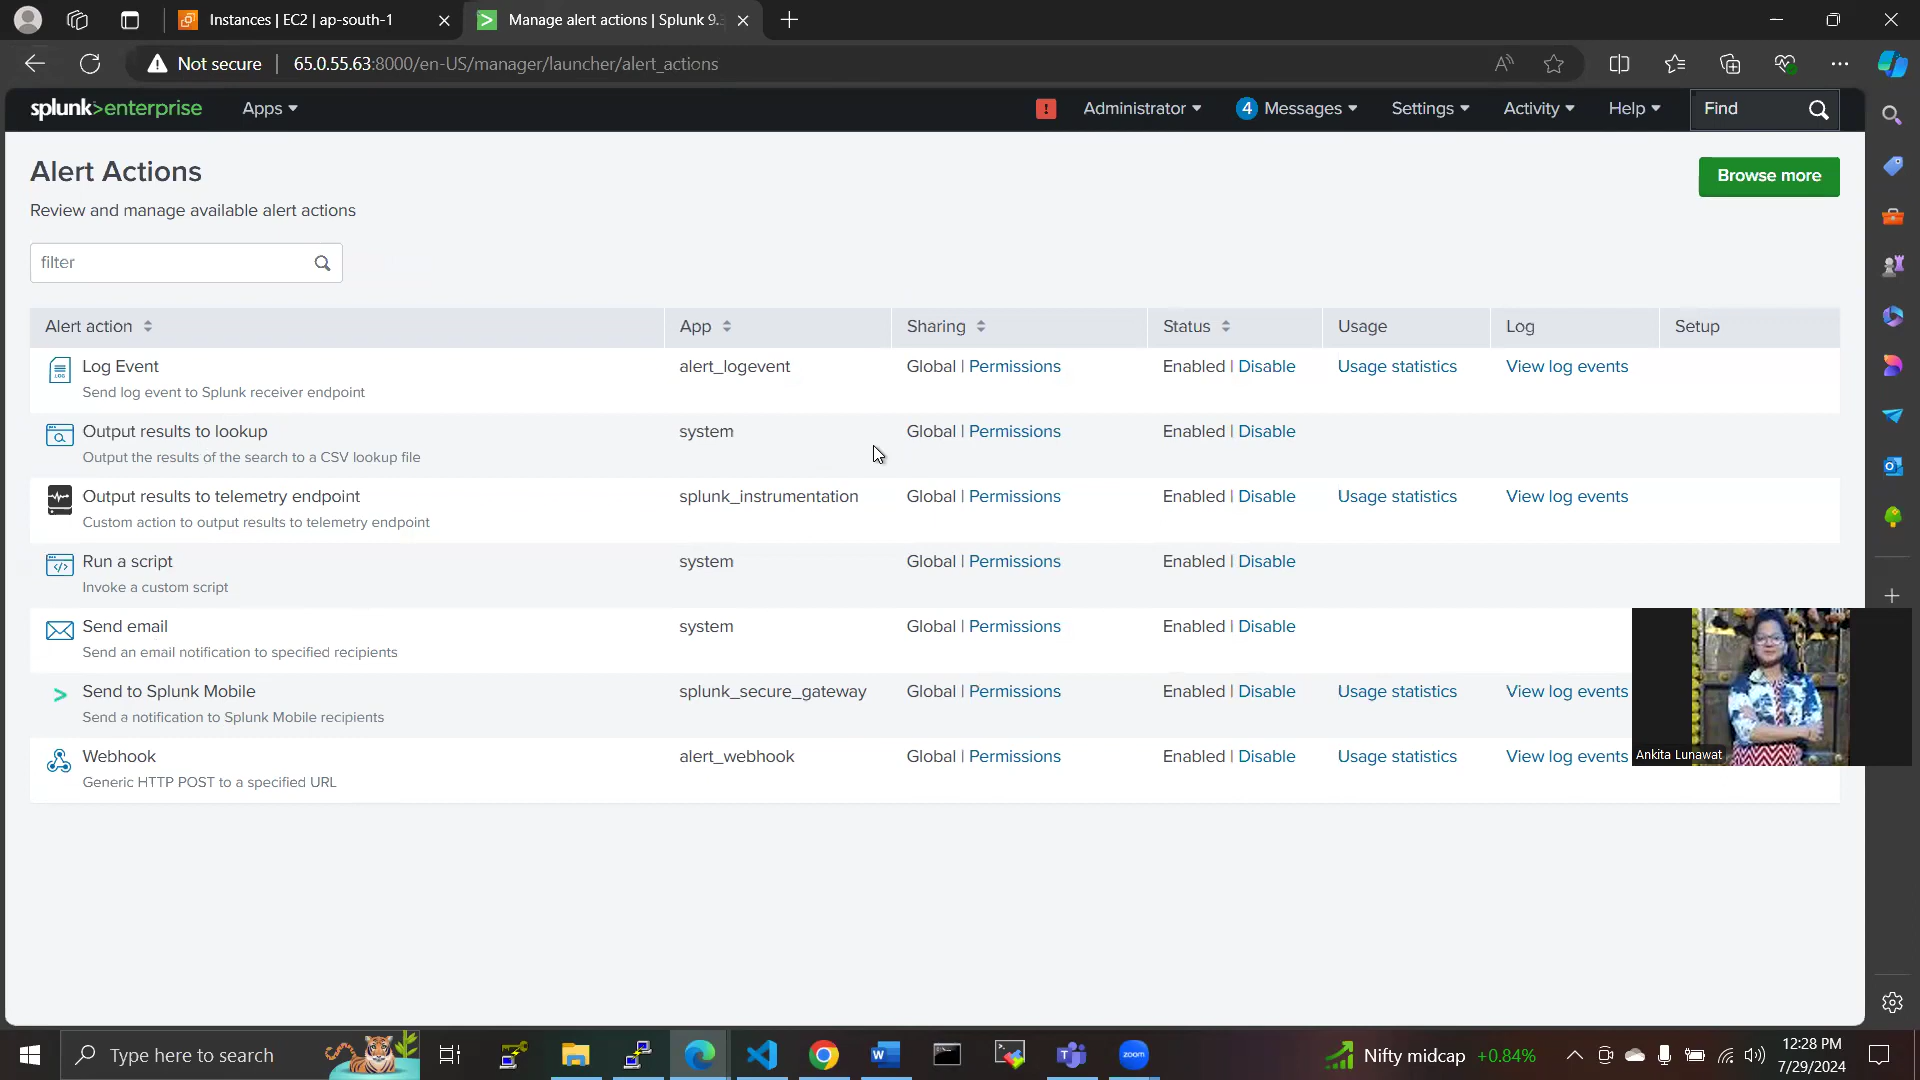 Instances | EC2 | ap-south-1
Manage alert actions | Splunk 9.
Not secure
65.0.55.63:8000/en-US/manager/launcher/alert_actions
splunk>enterprise
Apps
!
Administrator
4 Messages
Settings
Activity
Help
Find
Alert Actions
Browse more
Review and manage available alert actions
filter
Alert action
App
Sharing
Status
Usage
Log
Setup
Log Event
alert_logevent
Global | Permissions
Enabled | Disable
Usage statistics
View log events
Send log event to Splunk receiver endpoint
Output results to lookup
system
Global | Permissions
Enabled | Disable
Output the results of the search to a CSV lookup file
Output results to telemetry endpoint
splunk_instrumentation
Global | Permissions
Enabled | Disable
Usage statistics
View log events
Custom action to output results to telemetry endpoint
Run a script
system
Global | Permissions
Enabled | Disable
Invoke a custom script
Send email
system
Global | Permissions
Enabled | Disable
Send an email notification to specified recipients
Send to Splunk Mobile
splunk_secure_gateway
Global | Permissions
Enabled | Disable
Usage statistics
View log events
Send a notification to Splunk Mobile recipients
Webhook
alert_webhook
Global | Permissions
Enabled | Disable
Usage statistics
View log events
Generic HTTP POST to a specified URL
Ankita Lunawat
Type here to search
zoom
Nifty midcap +0.84%
12:28 PM
7/29/2024